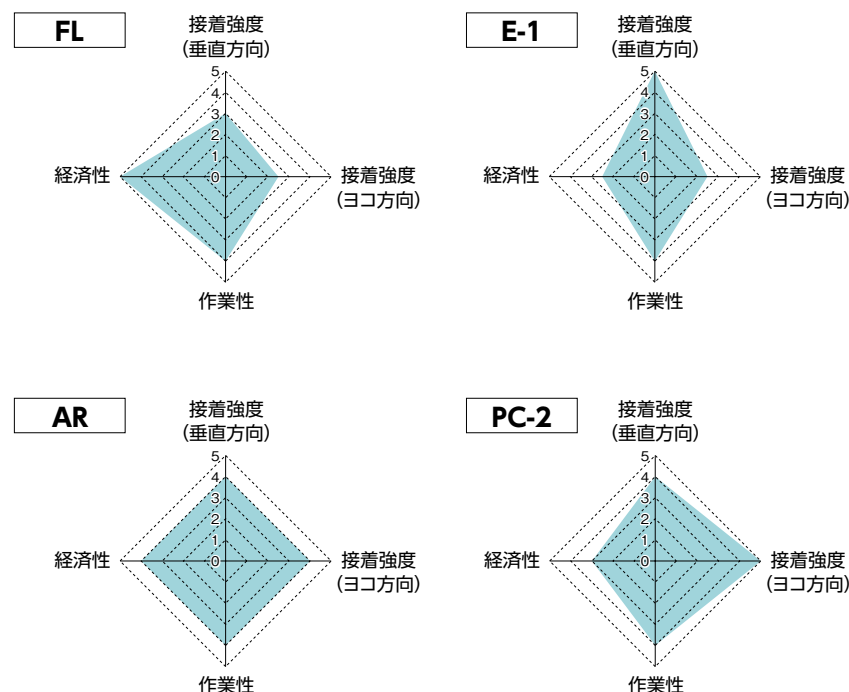 FL
接着強度
(垂直方向)
5
4
3
2
1
0
経済性
接着強度
(ヨコ方向)
作業性
E-1
接着強度
(垂直方向)
5
4
3
2
1
0
経済性
接着強度
(ヨコ方向)
作業性
AR
接着強度
(垂直方向)
5
4
3
2
1
0
経済性
接着強度
(ヨコ方向)
作業性
PC-2
接着強度
(垂直方向)
5
4
3
2
1
0
経済性
接着強度
(ヨコ方向)
作業性